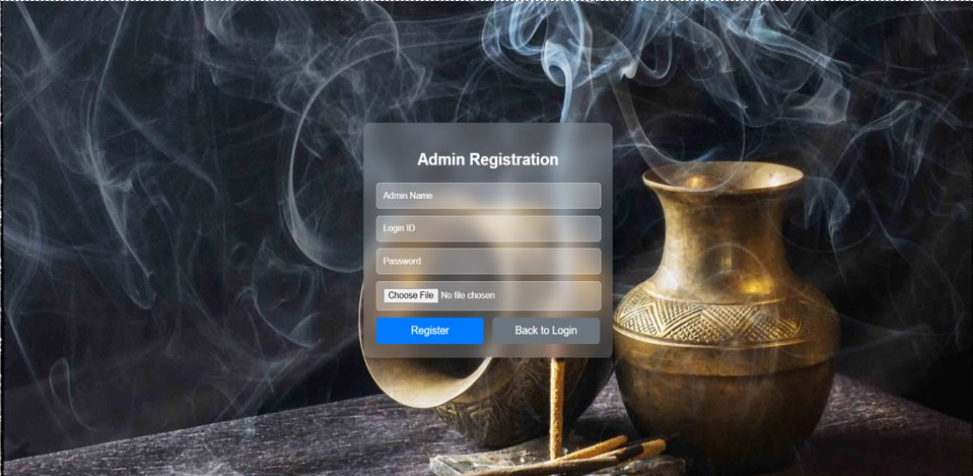 Admin Registration
Admin Name
Login ID
Password
Choose File No file chosen
Register Back to Login